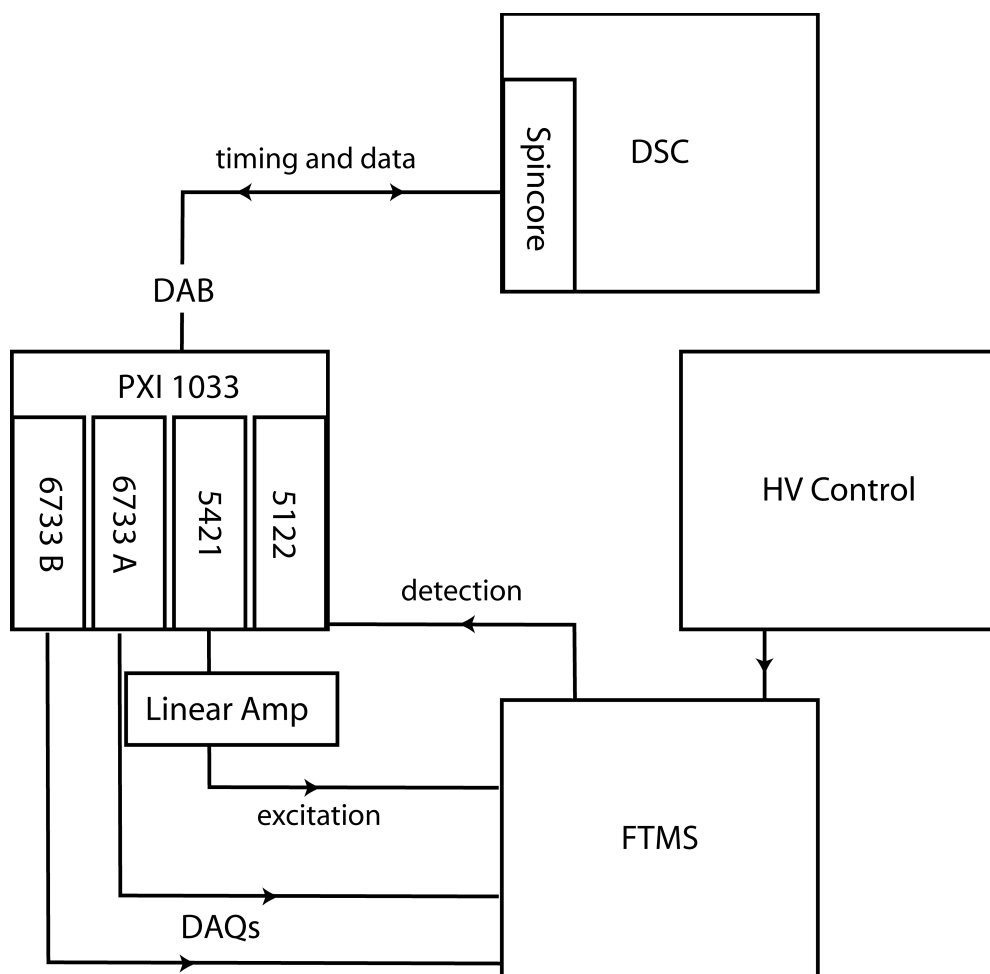 Spincore
DSC
timing and data
DAB
PXI 1033
6733 B
6733 A
5421
5122
HV Control
detection
Linear Amp
excitation
FTMS
DAQs